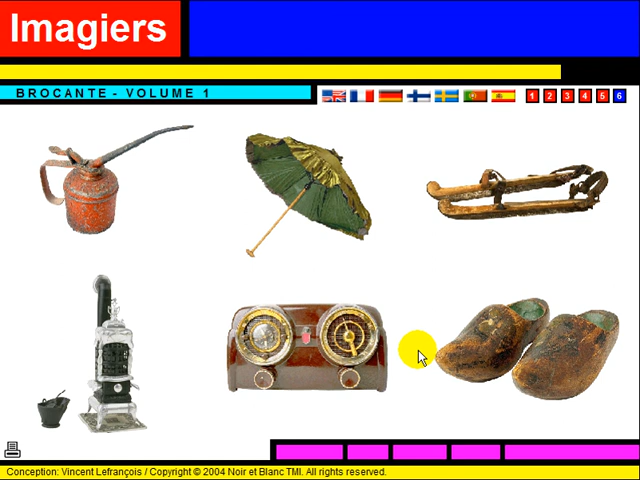 Imagiers
BROCANTE - VOLUME 1
1 2 3 4 5 6
Conception: Vincent Lefrançois / Copyright © 2004 Noir et Blanc TMI. All rights reserved.